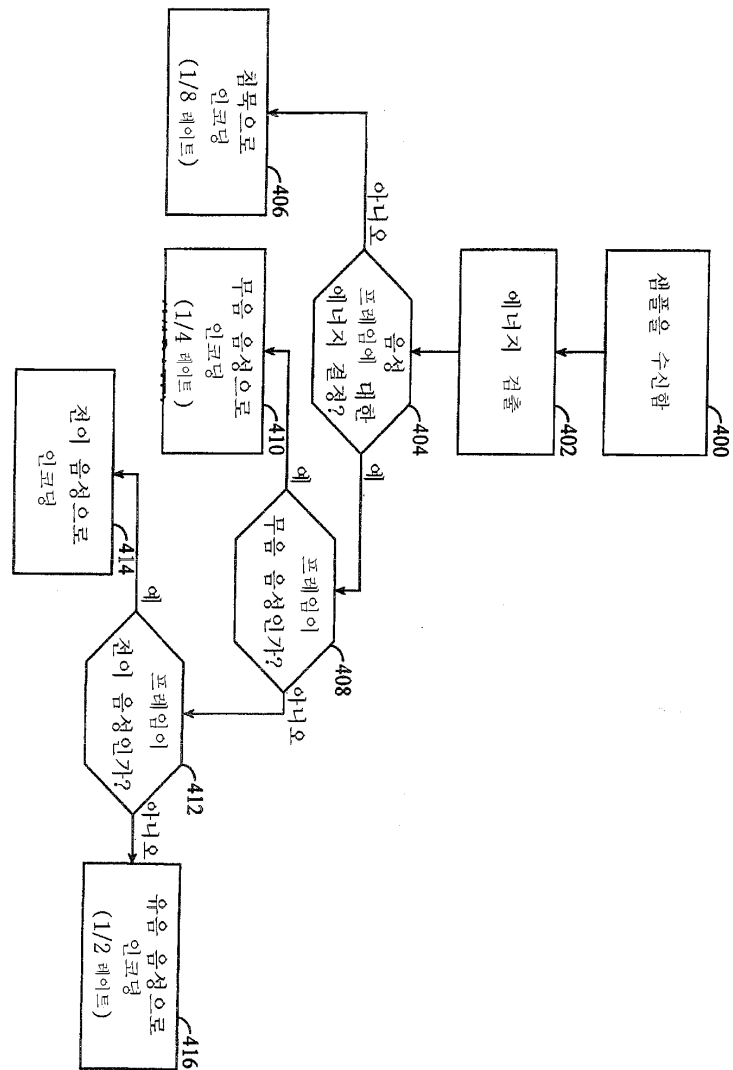 샘플을 수신함
400
에너지 검출
402
음성
프레임에 대한
에너지 결정?
404
아니오
예
침묵으로
인코딩
(1/8 레이트)
406
프레임이
무음 음성인가?
408
예
아니오
무음 음성으로
인코딩
(1/4 레이트)
410
프레임이
전이 음성인가?
412
예
아니오
전이 음성으로
인코딩
414
유음 음성으로
인코딩
(1/2 레이트)
416